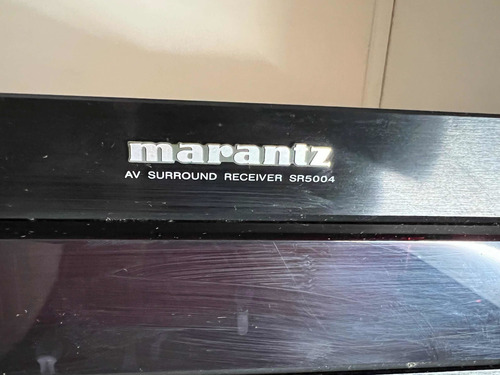 marantz
AV SURROUND RECEIVER SR5004